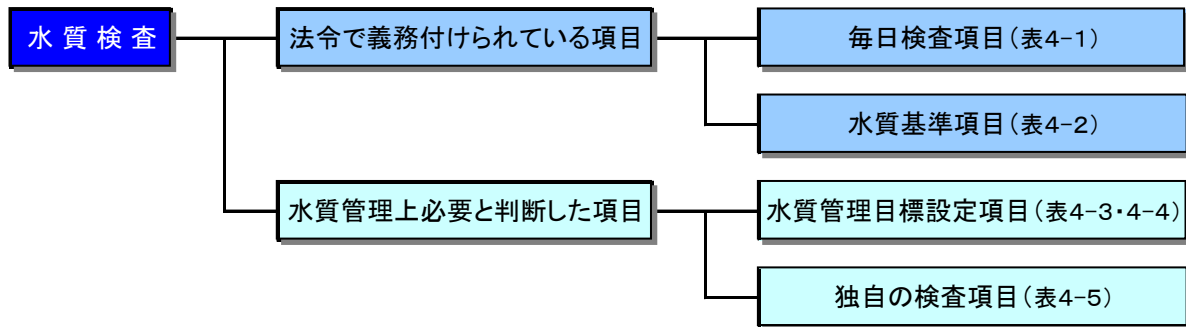 水 質 検 査
法令で義務付けられている項目
毎日検査項目(表4-1)
水質基準項目(表4-2)
水質管理上必要と判断した項目
水質管理目標設定項目(表4-3・4-4)
独自の検査項目(表4-5)